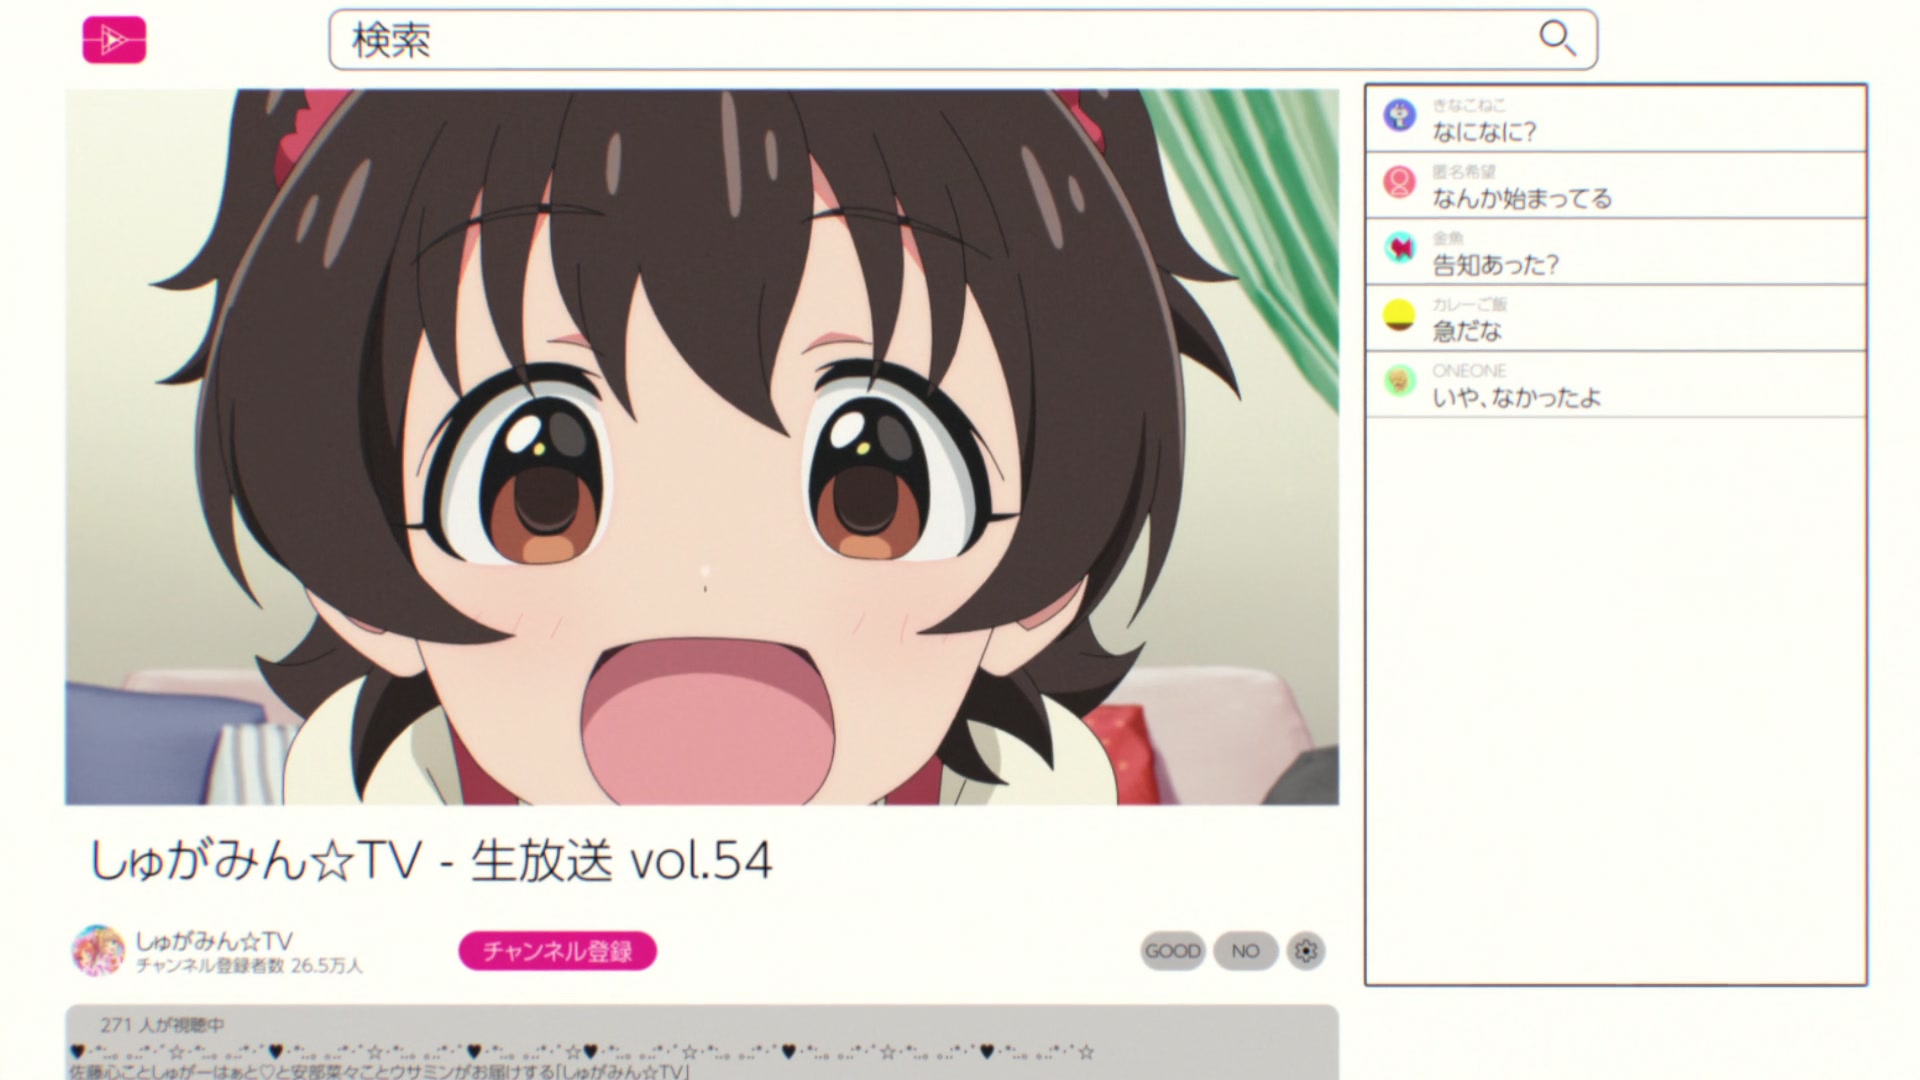 検索
きなこねこ
なになに?
匿名希望
なんか始まってる
金魚
告知あった?
カレーご飯
急だな
ONEONE
いや、なかったよ
しゅがみん☆TV - 生放送 vol.54
しゅがみん☆TV
チャンネル登録者数 26.5万人
チャンネル登録
GOOD
NO
271 人が視聴中
佐藤心ことしゅがーはぁと♡と安部菜々ことウサミンがお届けする「しゅがみん☆TV」